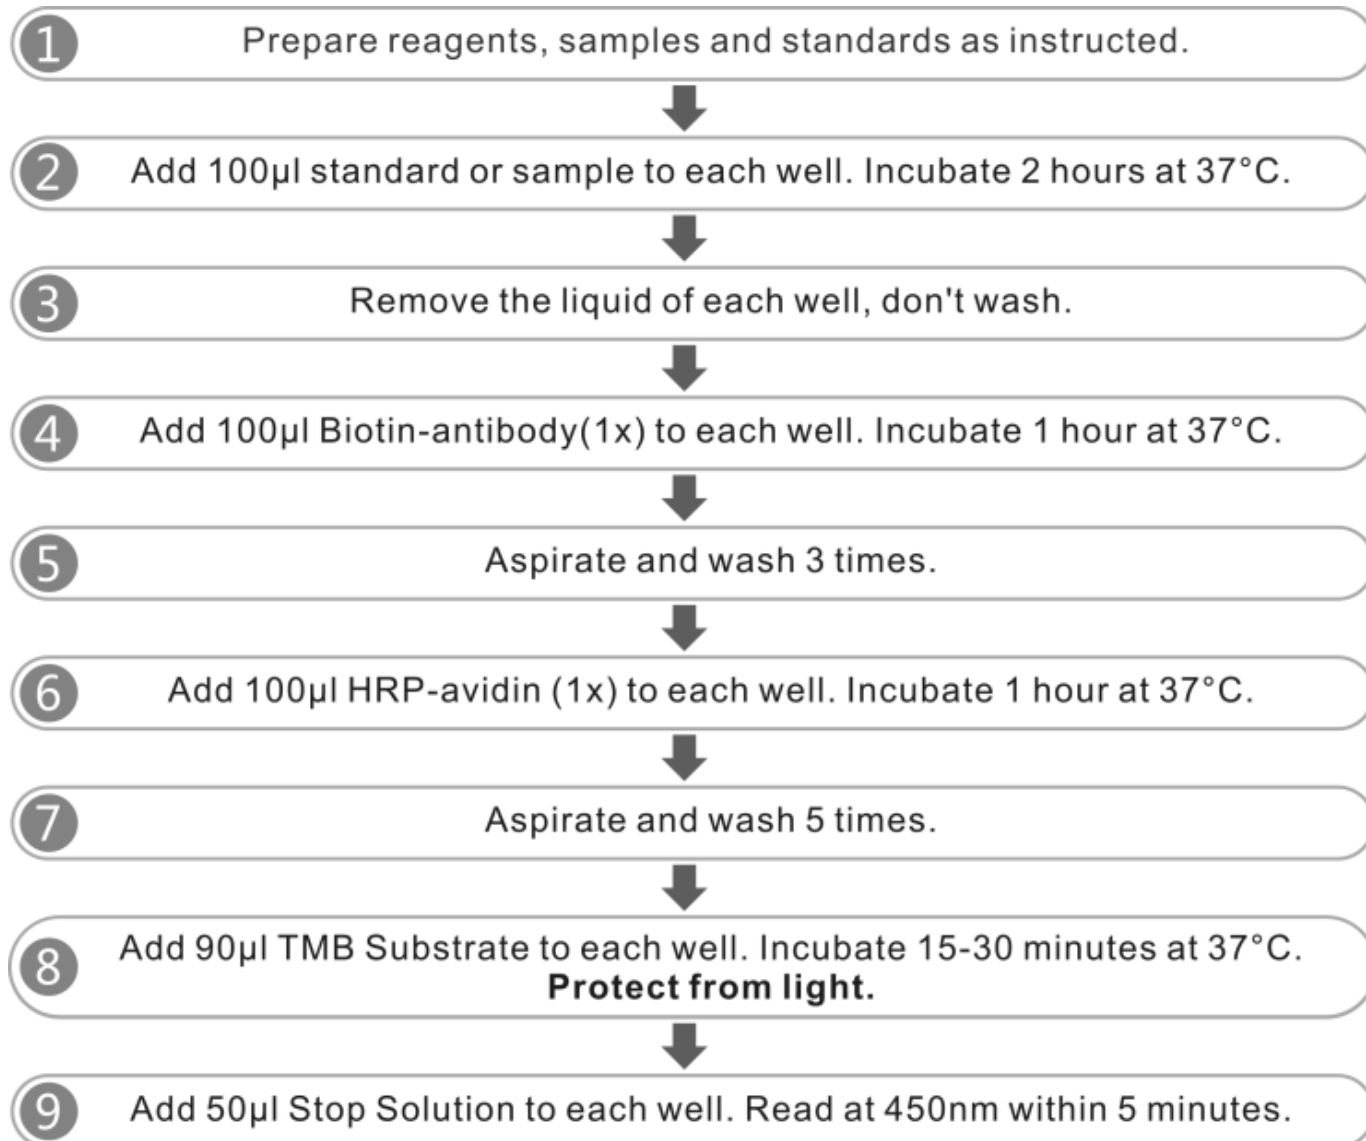 1 Prepare reagents, samples and standards as instructed.
2 Add 100µl standard or sample to each well. Incubate 2 hours at 37°C.
3 Remove the liquid of each well, don't wash.
4 Add 100µl Biotin-antibody(1x) to each well. Incubate 1 hour at 37°C.
5 Aspirate and wash 3 times.
6 Add 100µl HRP-avidin (1x) to each well. Incubate 1 hour at 37°C.
7 Aspirate and wash 5 times.
8 Add 90µl TMB Substrate to each well. Incubate 15-30 minutes at 37°C.
Protect from light.
9 Add 50µl Stop Solution to each well. Read at 450nm within 5 minutes.